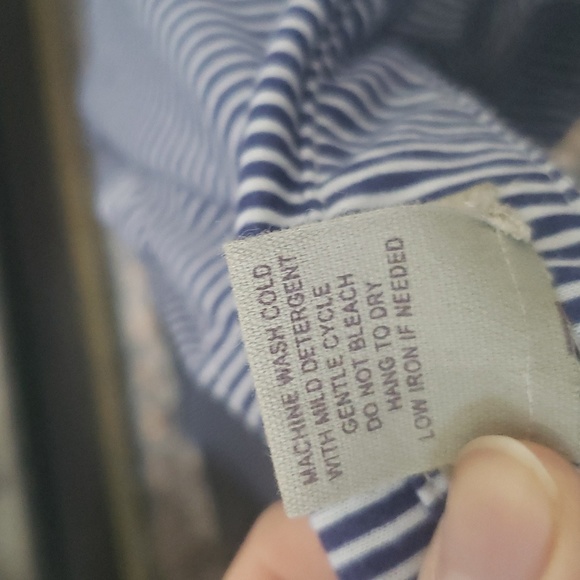 MACHINE WASH COLD
WITH MILD DETERGENT
GENTLE CYCLE
DO NOT BLEACH
HANG TO DRY
LOW IRON IF NEEDED